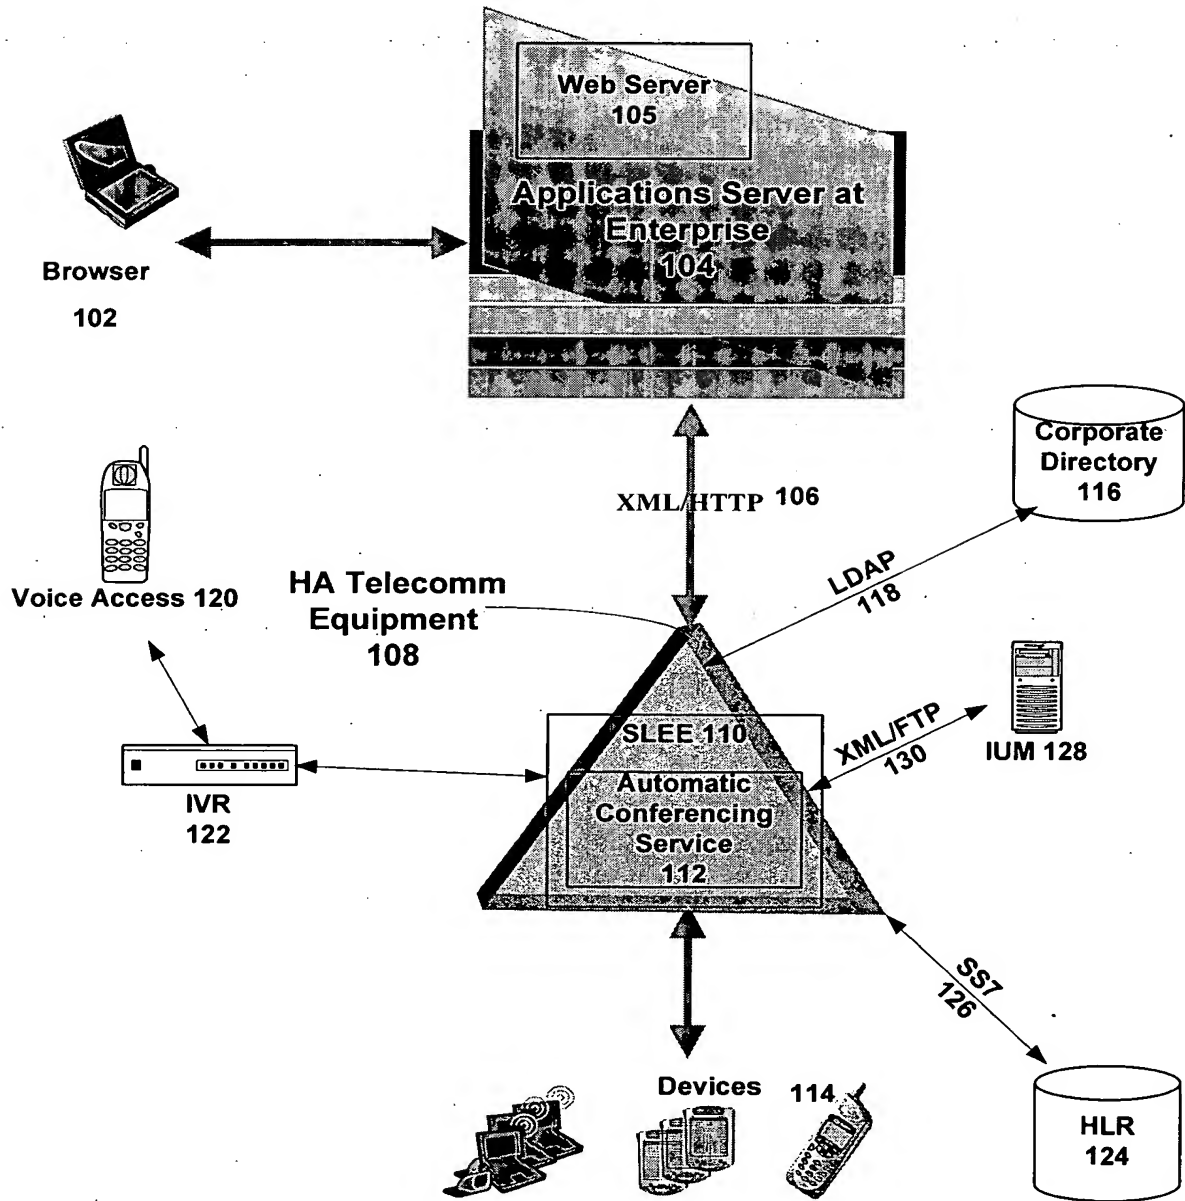 Web Server
105
Applications Server at
Enterprise
104
Browser
102
Corporate
Directory
116
XML/HTTP 106
LDAP
118
Voice Access 120
HA Telecomm
Equipment
108
SLEE 110
XML/FTP
130
IUM 128
IVR
122
Automatic
Conferencing
Service
112
SS7
126
Devices 114
HLR
124